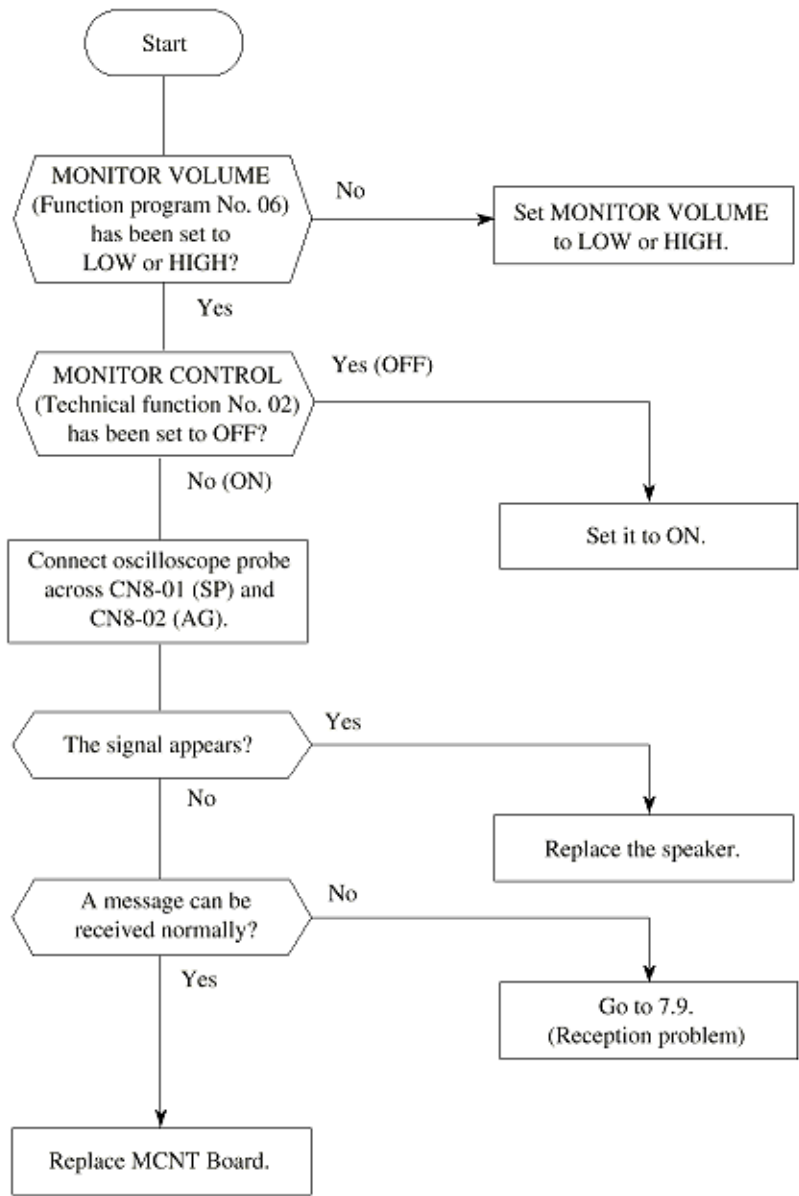 Start
MONITOR VOLUME
(Function program No. 06)
has been set to
LOW or HIGH?
No
Set MONITOR VOLUME
to LOW or HIGH.
Yes
MONITOR CONTROL
(Technical function No. 02)
has been set to OFF?
Yes (OFF)
No (ON)
Set it to ON.
Connect oscilloscope probe
across CN8-01 (SP) and
CN8-02 (AG).
The signal appears?
Yes
No
Replace the speaker.
A message can be
received normally?
No
Yes
Go to 7.9.
(Reception problem)
Replace MCNT Board.